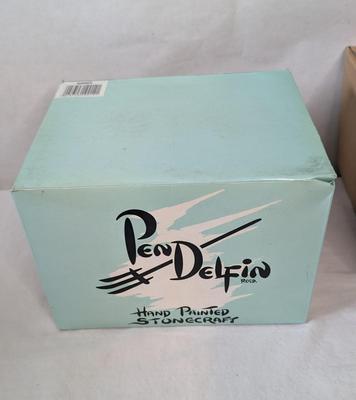 Pen
Delfin
REGD.
Hand Painted
Stonecraft